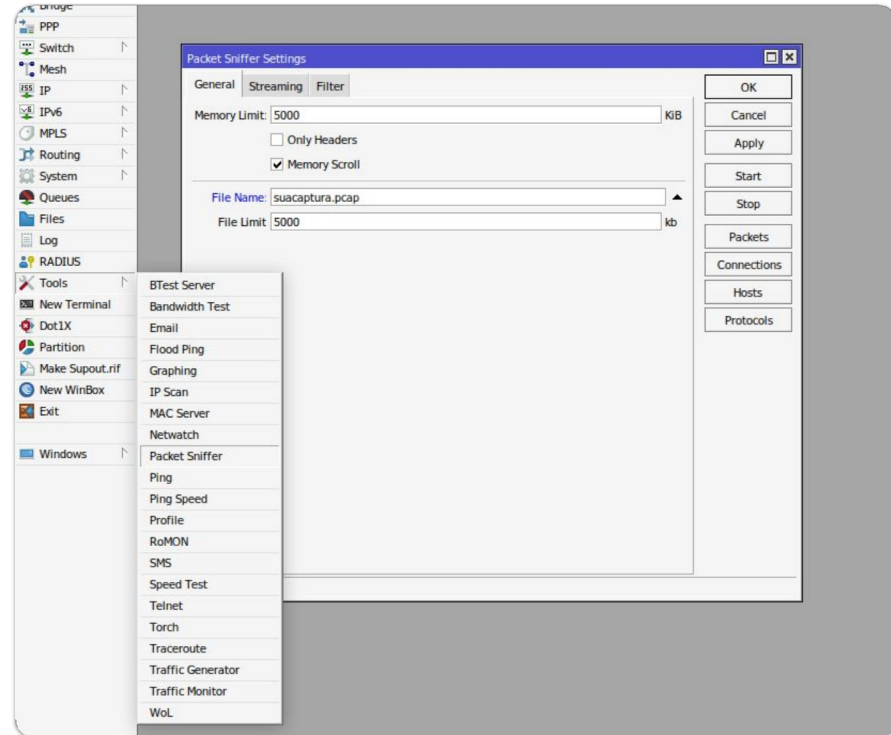 Bridge
PPP
Switch
Mesh
IP
IPv6
MPLS
Routing
System
Queues
Files
Log
RADIUS
Tools
New Terminal
Dot1X
Partition
Make Supout.rif
New WinBox
Exit
Windows
BTest Server
Bandwidth Test
Email
Flood Ping
Graphing
IP Scan
MAC Server
Netwatch
Packet Sniffer
Ping
Ping Speed
Profile
RoMON
SMS
Speed Test
Telnet
Torch
Traceroute
Traffic Generator
Traffic Monitor
WoL
Packet Sniffer Settings
General Streaming Filter
Memory Limit: 5000 KiB
Only Headers
Memory Scroll
File Name: suacaptura.pcap
File Limit 5000 kb
OK
Cancel
Apply
Start
Stop
Packets
Connections
Hosts
Protocols